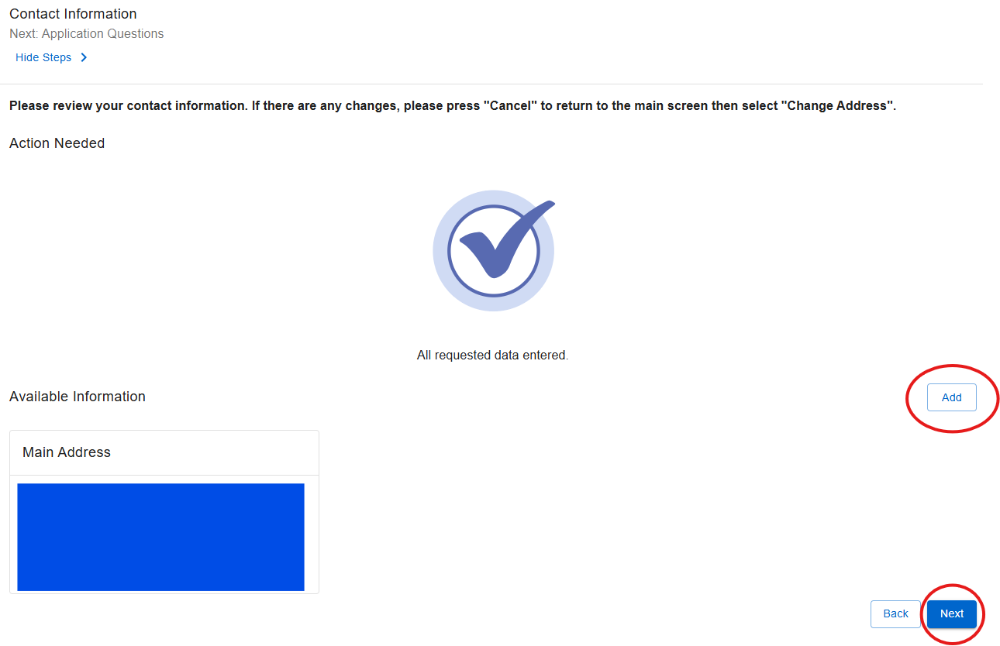 Contact Information
Next: Application Questions
Hide Steps
Please review your contact information. If there are any changes, please press "Cancel" to return to the main screen then select "Change Address".
Action Needed
All requested data entered.
Available Information
Add
Main Address
Back
Next